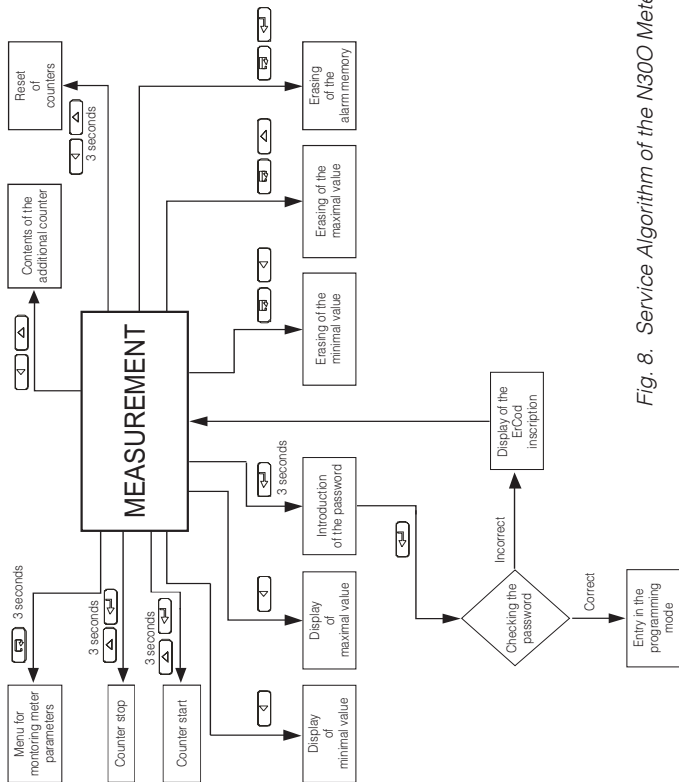 Menu for
montoring meter
parameters
3 seconds
Contents of the
additional counter
Reset
of
counters
3 seconds
Counter stop
3 seconds
Counter start
3 seconds
MEASUREMENT
Display
of
minimal value
Display
of
maximal value
3 seconds
Introduction
of the password
Erasing of the
minimal value
Erasing of the
maximal value
Erasing
of the
alarm memory
Checking the
password
Incorrect
Display of the
ErCod
inscription
Correct
Entry in the
programming
mode
Fig. 8. Service Algorithm of the N30O Mete